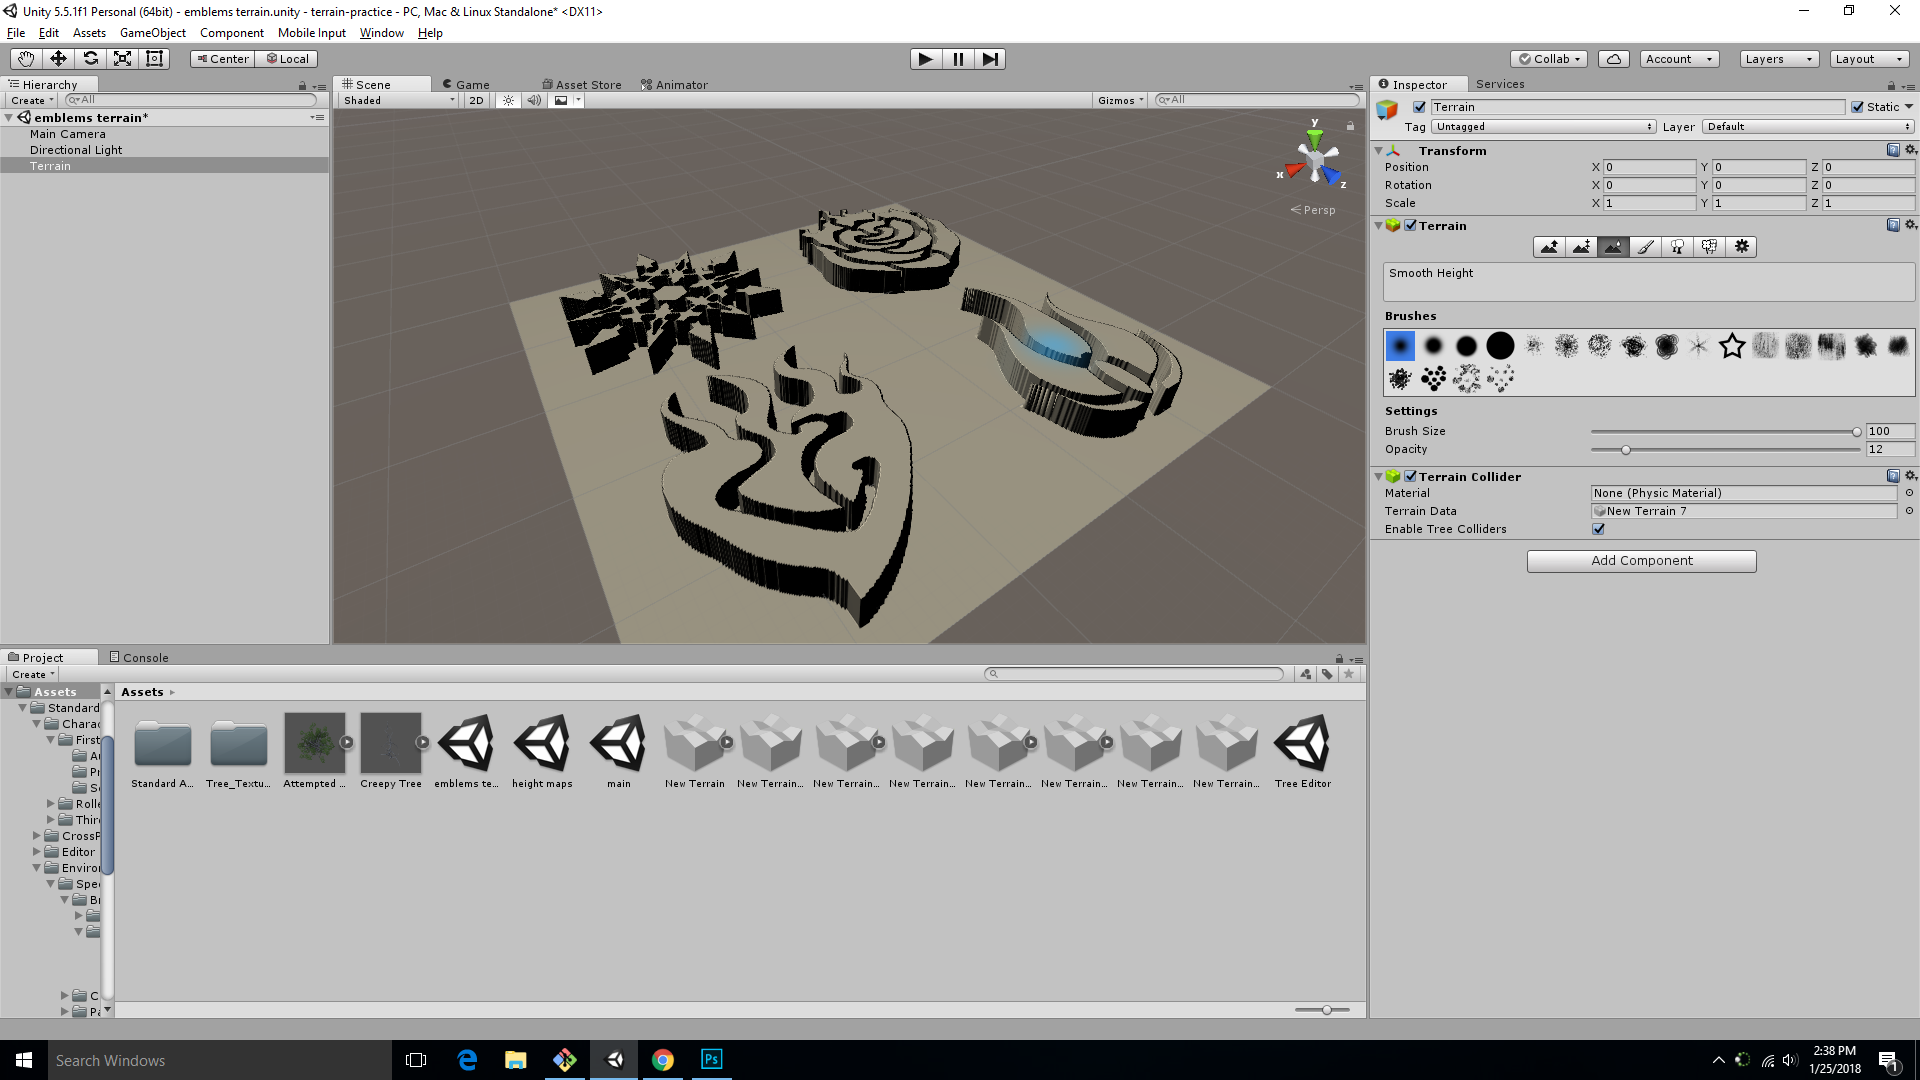 Unity 5.5.1f1 Personal (64bit) - emblems terrain.unity - terrain-practice - PC, Mac & Linux Standalone* <DX11>
File Edit Assets GameObject Component Mobile Input Window Help
Center Local Collab Account Layers Layout
Hierarchy
Create All
emblems terrain*
Main Camera
Directional Light
Terrain
Scene Game Asset Store Animator
Shaded 2D Gizmos All
y
x
z
Persp
Inspector Services
Terrain Static
Tag Untagged Layer Default
Transform
Position X 0 Y 0 Z 0
Rotation X 0 Y 0 Z 0
Scale X 1 Y 1 Z 1
Terrain
Smooth Height
Brushes
Settings
Brush Size 100
Opacity 12
Terrain Collider
Material None (Physic Material)
Terrain Data New Terrain 7
Enable Tree Colliders
Add Component
Project Console
Create
Assets
Standard
Charac
First
A
Pr
Sc
Rolle
Third
CrossP
Editor
Enviro
Spee
Br
C
Pa
Assets
Standard A... Tree_Textu... Attempted ... Creepy Tree emblems te... height maps main New Terrain New Terrain... New Terrain... New Terrain... New Terrain... New Terrain... New Terrain... New Terrain... Tree Editor
Search Windows
Ps
2:38 PM
1/25/2018
1